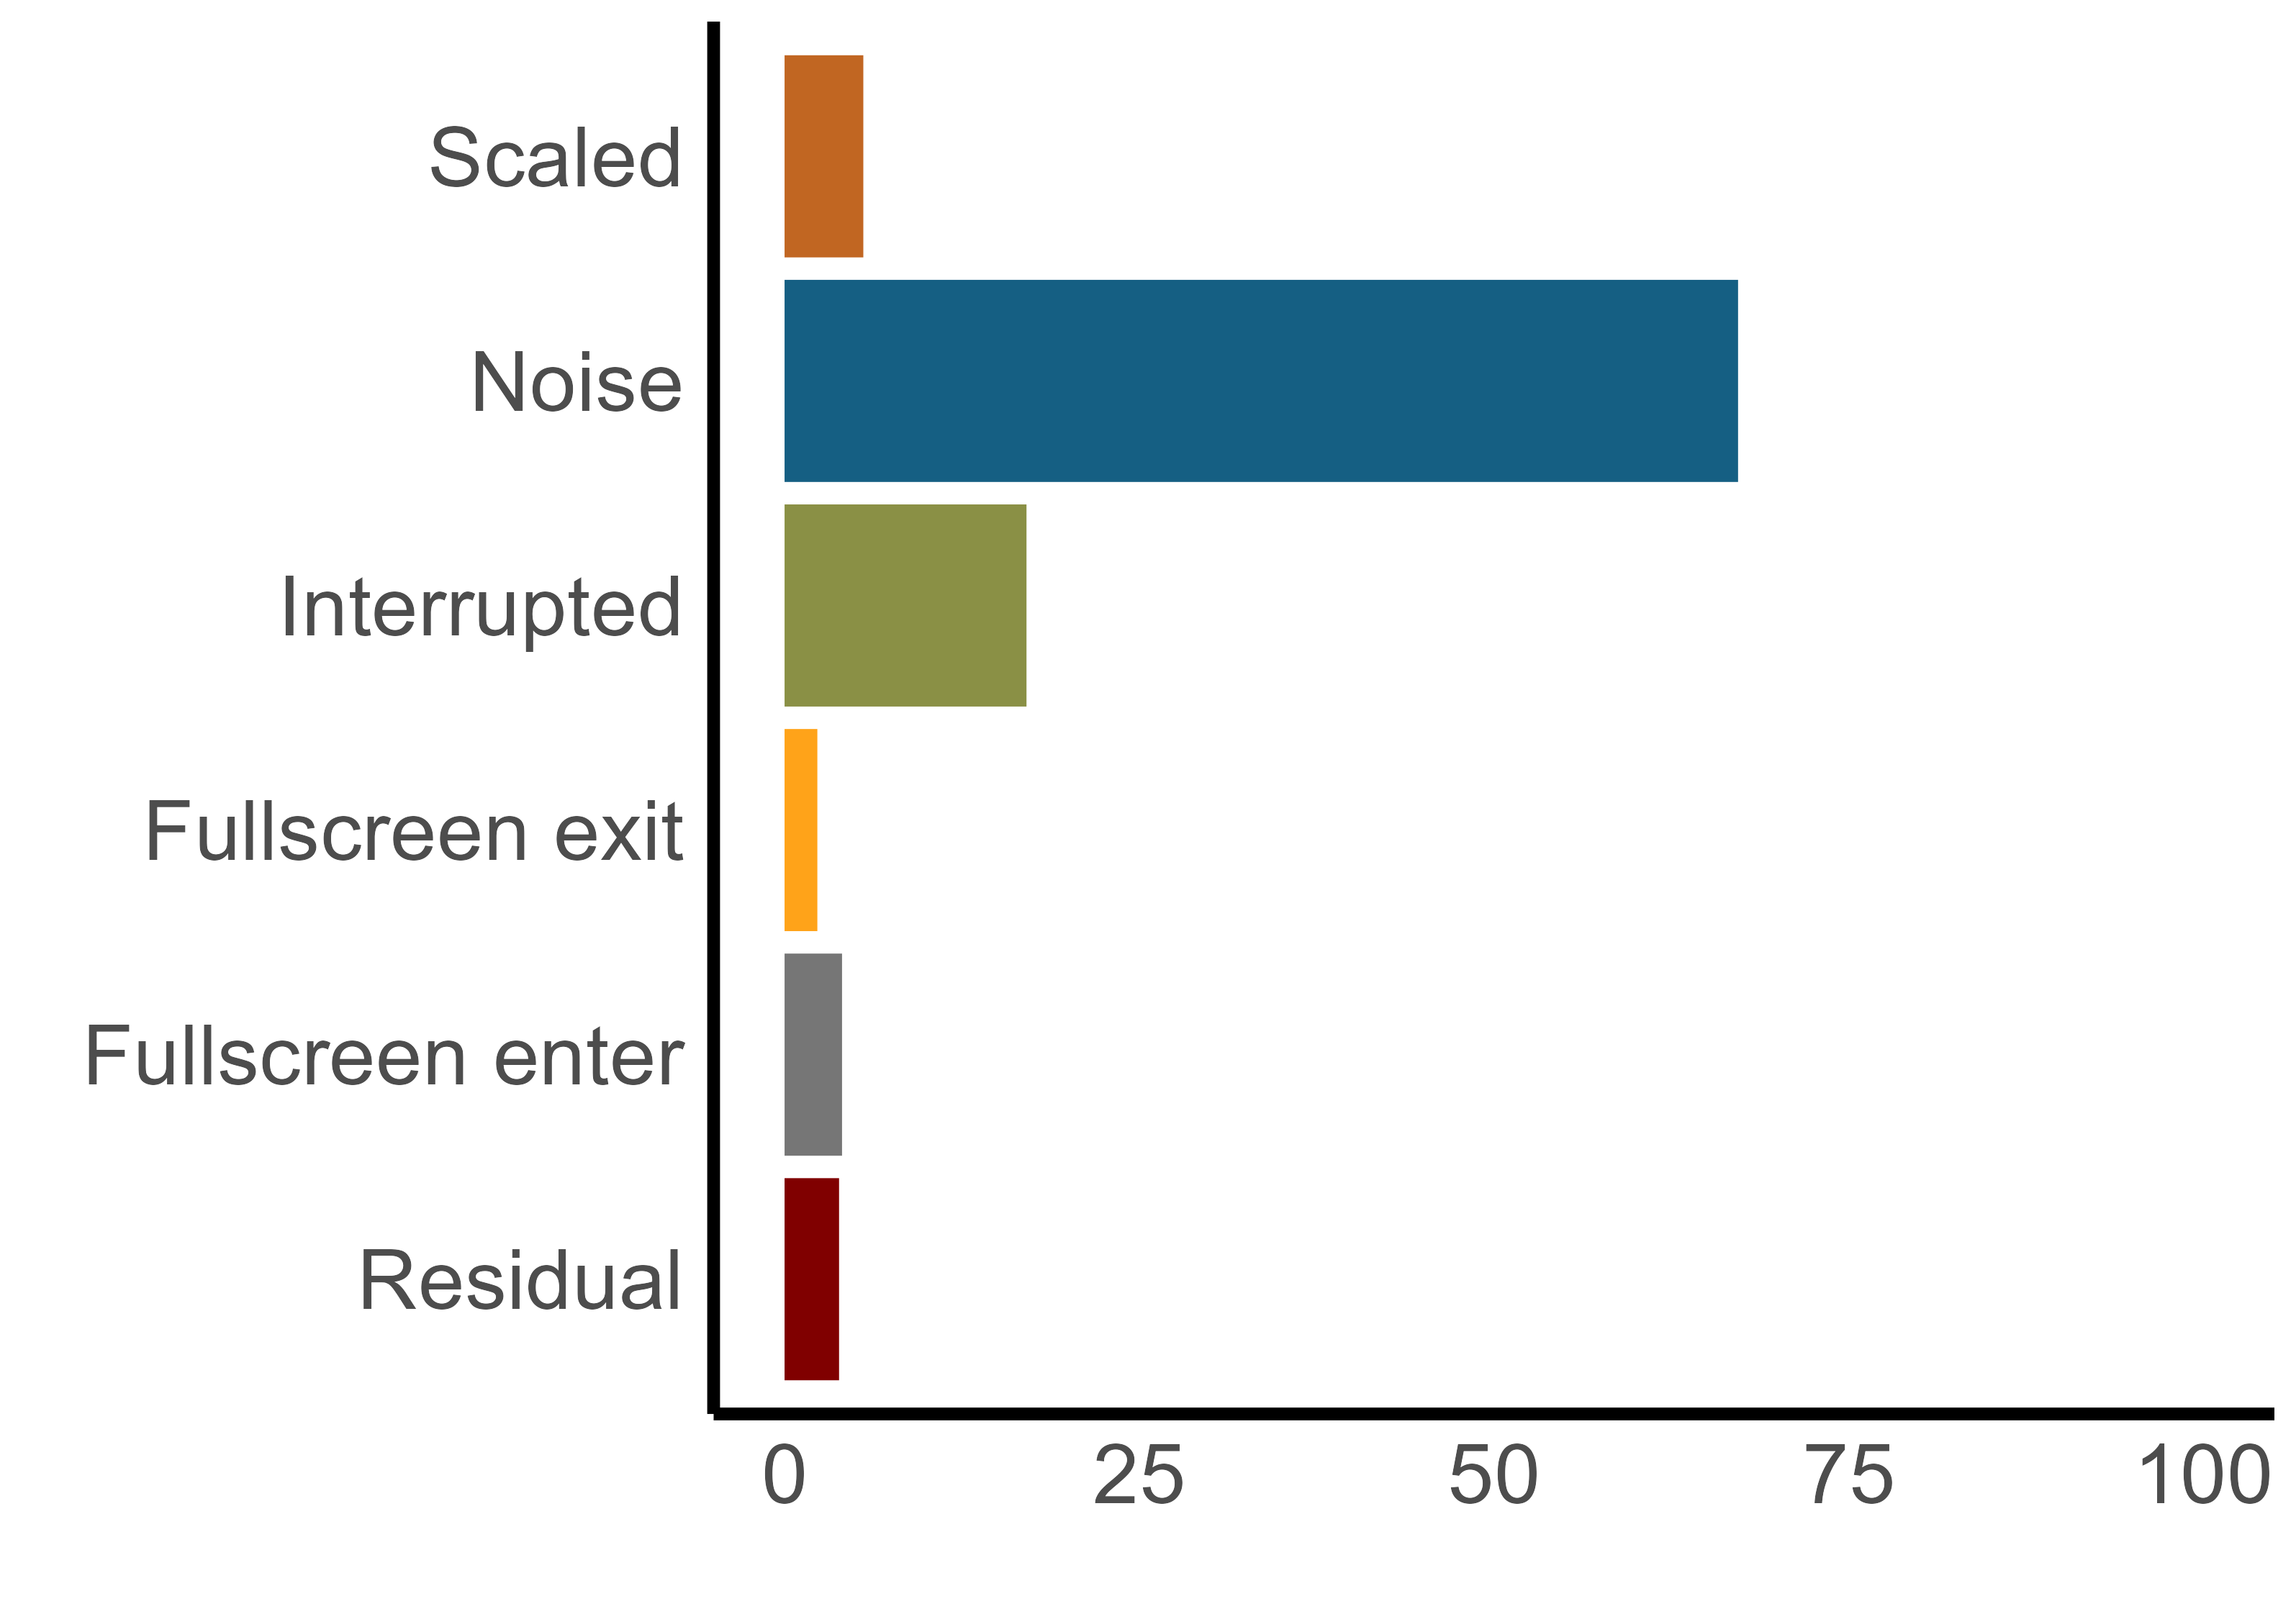 Scaled
Noise
Interrupted
Fullscreen exit
Fullscreen enter
Residual
0 25 50 75 100